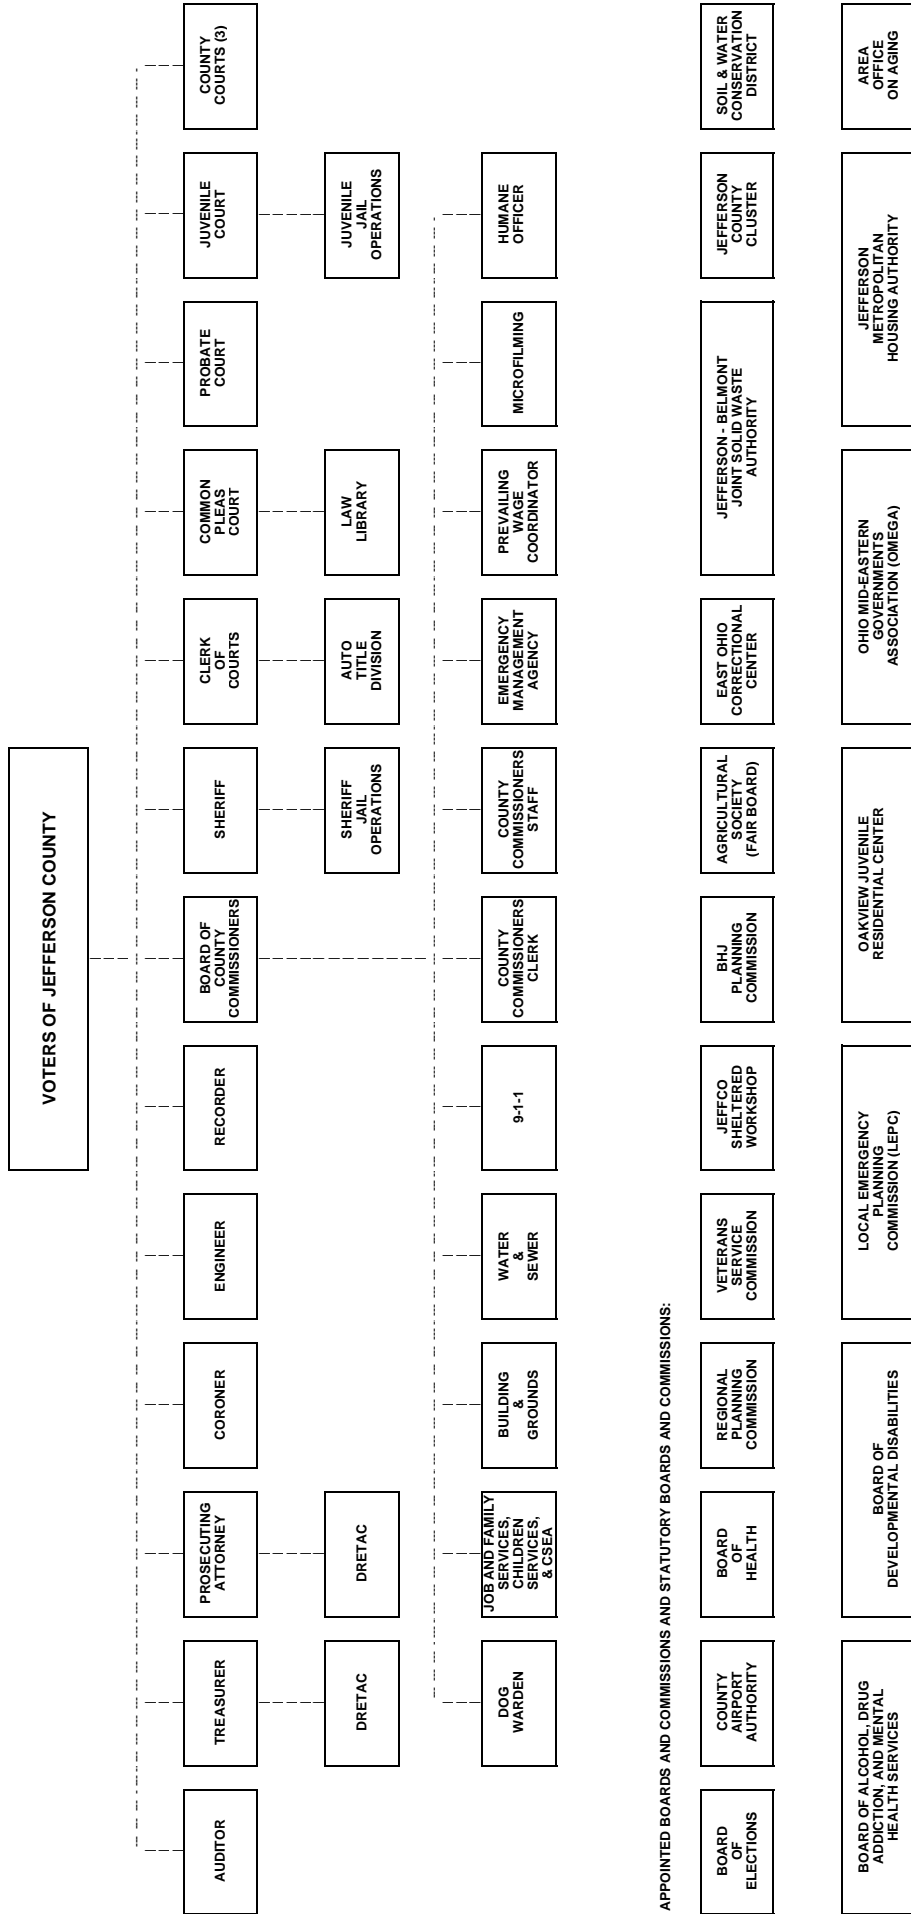 VOTERS OF JEFFERSON COUNTY
AUDITOR
TREASURER
PROSECUTING
ATTORNEY
CORONER
ENGINEER
RECORDER
BOARD OF
COUNTY
COMMISSIONERS
SHERIFF
CLERK
OF
COURTS
COMMON
PLEAS
COURT
PROBATE
COURT
JUVENILE
COURT
COUNTY
COURTS (3)
DRETAC
DRETAC
SHERIFF
JAIL
OPERATIONS
AUTO
TITLE
DIVISION
LAW
LIBRARY
JUVENILE
JAIL
OPERATIONS
DOG
WARDEN
JOB AND FAMILY
SERVICES,
CHILDREN
SERVICES,
& CSEA
BUILDING
&
GROUNDS
WATER
&
SEWER
9-1-1
COUNTY
COMMISSIONERS
CLERK
COUNTY
COMMISSIONERS
STAFF
EMERGENCY
MANAGEMENT
AGENCY
PREVAILING
WAGE
COORDINATOR
MICROFILMING
HUMANE
OFFICER
APPOINTED BOARDS AND COMMISSIONS AND STATUTORY BOARDS AND COMMISSIONS:
BOARD
OF
ELECTIONS
COUNTY
AIRPORT
AUTHORITY
BOARD
OF
HEALTH
REGIONAL
PLANNING
COMMISSION
VETERANS
SERVICE
COMMISSION
JEFFCO
SHELTERED
WORKSHOP
BHJ
PLANNING
COMMISSION
AGRICULTURAL
SOCIETY
(FAIR BOARD)
EAST OHIO
CORRECTIONAL
CENTER
JEFFERSON - BELMONT
JOINT SOLID WASTE
AUTHORITY
JEFFERSON
COUNTY
CLUSTER
SOIL & WATER
CONSERVATION
DISTRICT
BOARD OF ALCOHOL, DRUG
ADDICTION, AND MENTAL
HEALTH SERVICES
BOARD OF
DEVELOPMENTAL DISABILITIES
LOCAL EMERGENCY
PLANNING
COMMISSION (LEPC)
OAKVIEW JUVENILE
RESIDENTIAL CENTER
OHIO MID-EASTERN
GOVERNMENTS
ASSOCIATION (OMEGA)
JEFFERSON
METROPOLITAN
HOUSING AUTHORITY
AREA
OFFICE
ON AGING